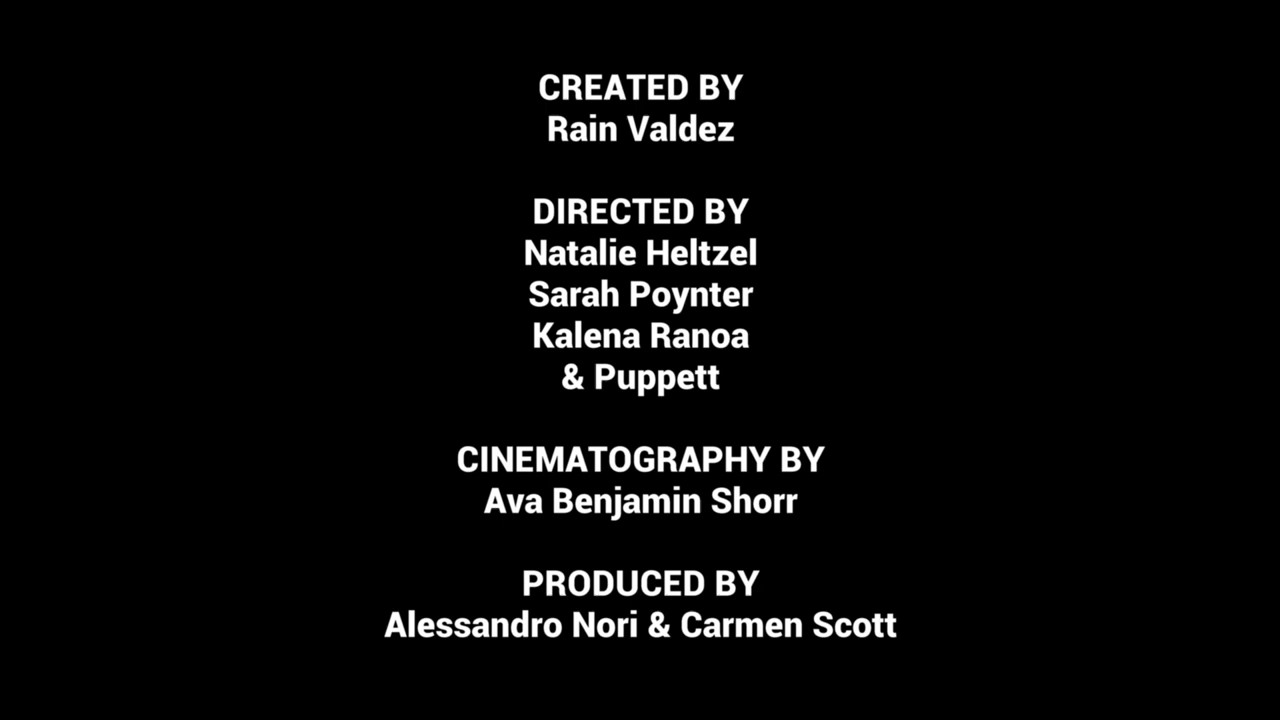 CREATED BY
Rain Valdez
DIRECTED BY
Natalie Heltzel
Sarah Poynter
Kalena Ranoa
& Puppett
CINEMATOGRAPHY BY
Ava Benjamin Shorr
PRODUCED BY
Alessandro Nori & Carmen Scott